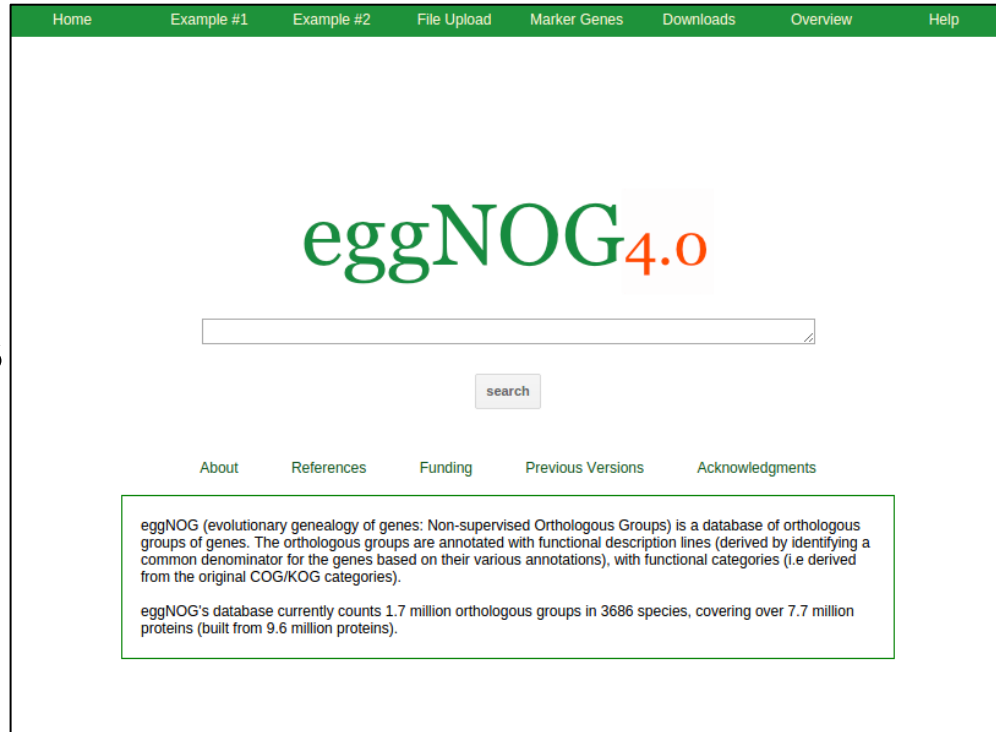 Home Example #1 Example #2 File Upload Marker Genes Downloads Overview Help
eggNOG4.0
search
About References Funding Previous Versions Acknowledgments
eggNOG (evolutionary genealogy of genes: Non-supervised Orthologous Groups) is a database of orthologous
groups of genes. The orthologous groups are annotated with functional description lines (derived by identifying a
common denominator for the genes based on their various annotations), with functional categories (i.e derived
from the original COG/KOG categories).
eggNOG's database currently counts 1.7 million orthologous groups in 3686 species, covering over 7.7 million
proteins (built from 9.6 million proteins).